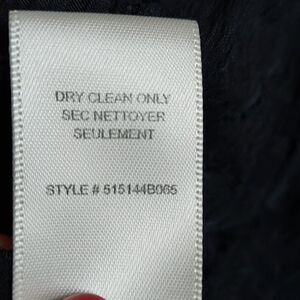 DRY CLEAN ONLY
SEC NETTOYER
SEULEMENT
STYLE # 515144B065